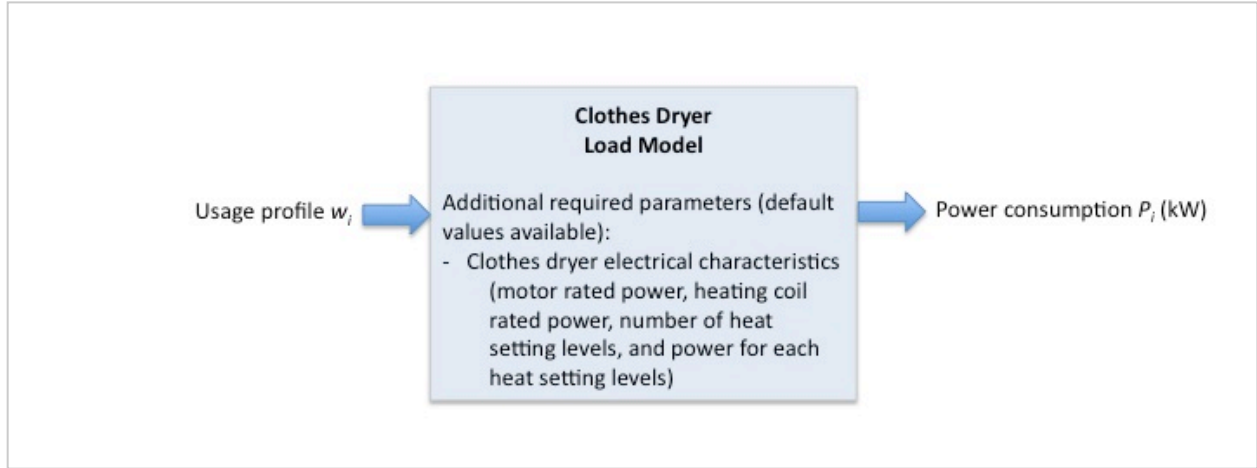 Clothes Dryer
Load Model
Usage profile w_i
Additional required parameters (default
values available):
- Clothes dryer electrical characteristics
(motor rated power, heating coil
rated power, number of heat
setting levels, and power for each
heat setting levels)
Power consumption P_i (kW)